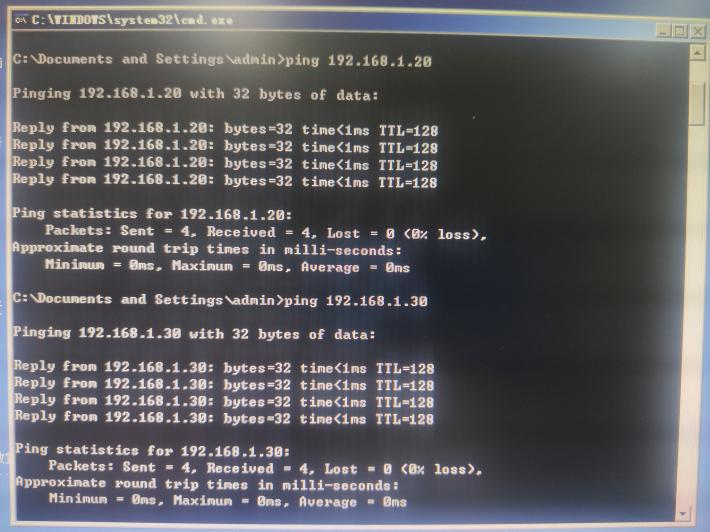 C:\WINDOWS\system32\cmd.exe
C:\Documents and Settings\admin>ping 192.168.1.20
Pinging 192.168.1.20 with 32 bytes of data:
Reply from 192.168.1.20: bytes=32 time<1ms TTL=128
Reply from 192.168.1.20: bytes=32 time<1ms TTL=128
Reply from 192.168.1.20: bytes=32 time<1ms TTL=128
Reply from 192.168.1.20: bytes=32 time<1ms TTL=128
Ping statistics for 192.168.1.20:
Packets: Sent = 4, Received = 4, Lost = 0 (0% loss),
Approximate round trip times in milli-seconds:
Minimum = 0ms, Maximum = 0ms, Average = 0ms
C:\Documents and Settings\admin>ping 192.168.1.30
Pinging 192.168.1.30 with 32 bytes of data:
Reply from 192.168.1.30: bytes=32 time<1ms TTL=128
Reply from 192.168.1.30: bytes=32 time<1ms TTL=128
Reply from 192.168.1.30: bytes=32 time<1ms TTL=128
Reply from 192.168.1.30: bytes=32 time<1ms TTL=128
Ping statistics for 192.168.1.30:
Packets: Sent = 4, Received = 4, Lost = 0 (0% loss),
Approximate round trip times in milli-seconds:
Minimum = 0ms, Maximum = 0ms, Average = 0ms